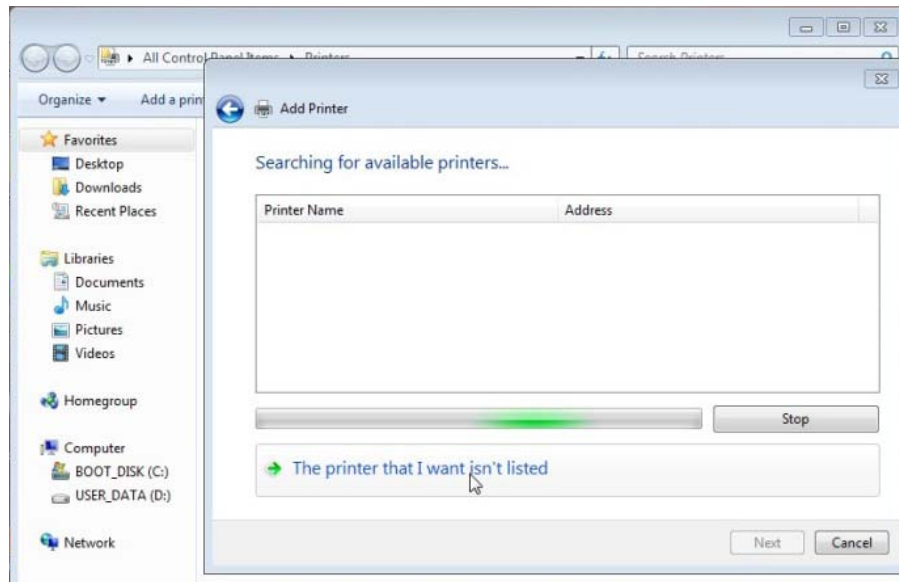 All Control Panel Items ▸ Printers
Search Printers
Organize ▾ Add a prin
Favorites
Desktop
Downloads
Recent Places
Libraries
Documents
Music
Pictures
Videos
Homegroup
Computer
BOOT_DISK (C:)
USER_DATA (D:)
Network
Add Printer
Searching for available printers...
Printer Name Address
Stop
The printer that I want isn't listed
Next Cancel